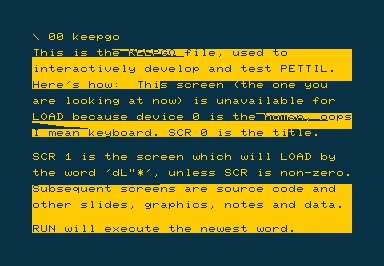 \ 00 keepgo
This is the KEEPGO file, used to
interactively develop and test PETTIL.
Here's how:  This screen (the one you
are looking at now) is unavailable for
LOAD because device 0 is the human, oops
I mean keyboard. SCR 0 is the title.
SCR 1 is the screen which will LOAD by
the word 'dL"*', unless SCR is non-zero.
Subsequent screens are source code and
other slides, graphics, notes and data.
RUN will execute the newest word.